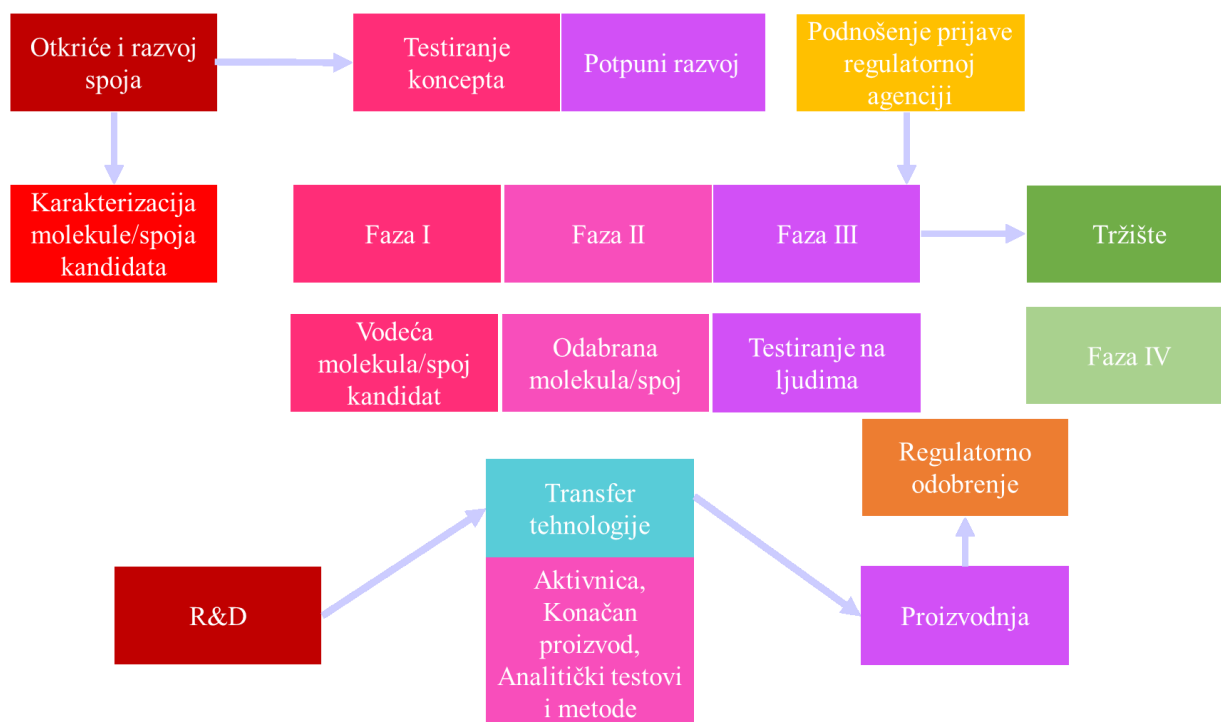 Otkriće i razvoj
spoja
Testiranje
koncepta
Potpuni razvoj
Podnošenje prijave
regulatornoj
agenciji
Karakterizacija
molekule/spoja
kandidata
Faza I
Faza II
Faza III
Tržište
Vodeća
molekula/spoj
kandidat
Odabrana
molekula/spoj
Testiranje na
ljudima
Faza IV
Regulatorno
odobrenje
Transfer
tehnologije
R&D
Aktivnica,
Konačan
proizvod,
Analitički testovi
i metode
Proizvodnja